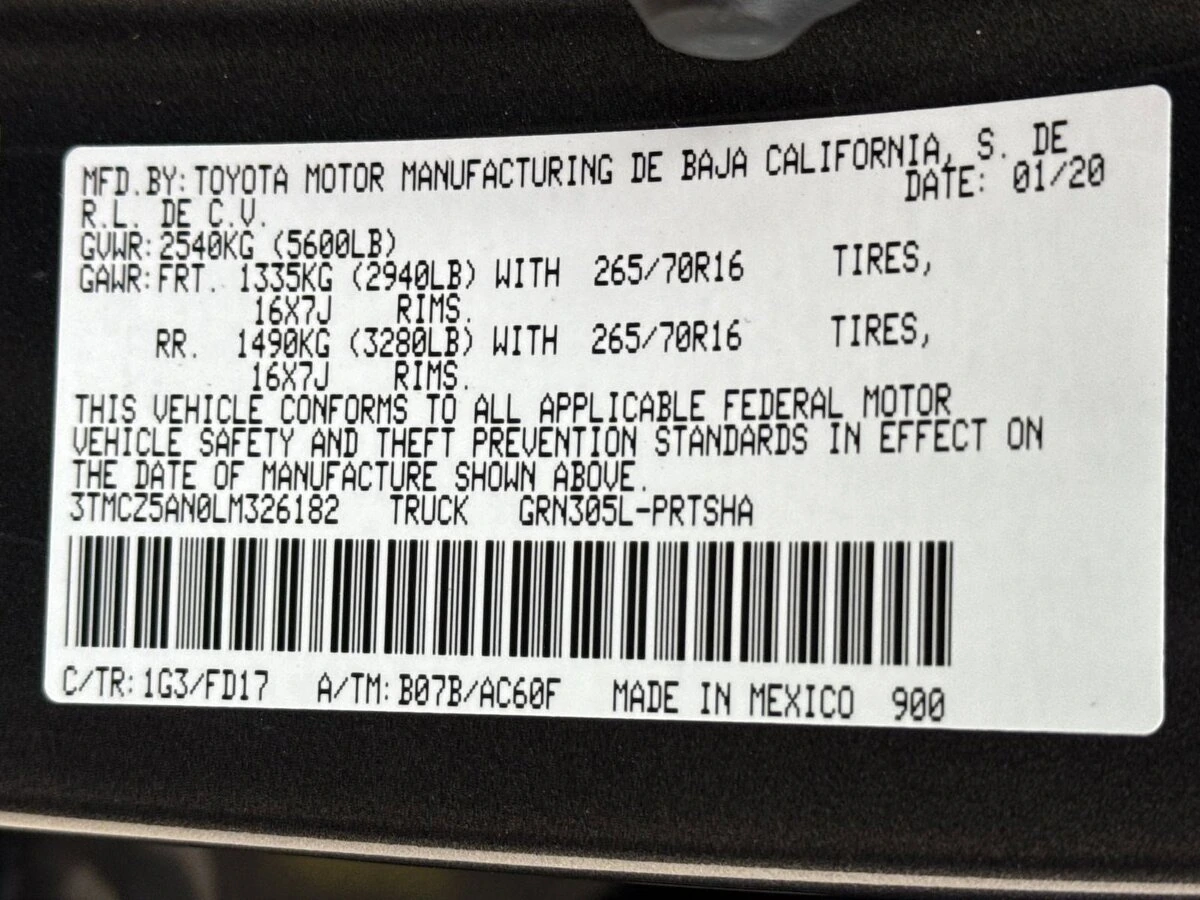 MFD.BY:TOYOTA MOTOR MANUFACTURING DE BAJA CALIFORNIA, S. DE
R.L. DE C.V. DATE: 01/20
GVWR:2540KG (5600LB)
GAWR:FRT. 1335KG (2940LB) WITH 265/70R16 TIRES,
16X7J RIMS.
RR. 1490KG (3280LB) WITH 265/70R16 TIRES,
16X7J RIMS.
THIS VEHICLE CONFORMS TO ALL APPLICABLE FEDERAL MOTOR
VEHICLE SAFETY AND THEFT PREVENTION STANDARDS IN EFFECT ON
THE DATE OF MANUFACTURE SHOWN ABOVE.
3TMCZ5AN0LM326182 TRUCK GRN305L-PRTSHA
C/TR:1G3/FD17 A/TM:B07B/AC60F MADE IN MEXICO 900